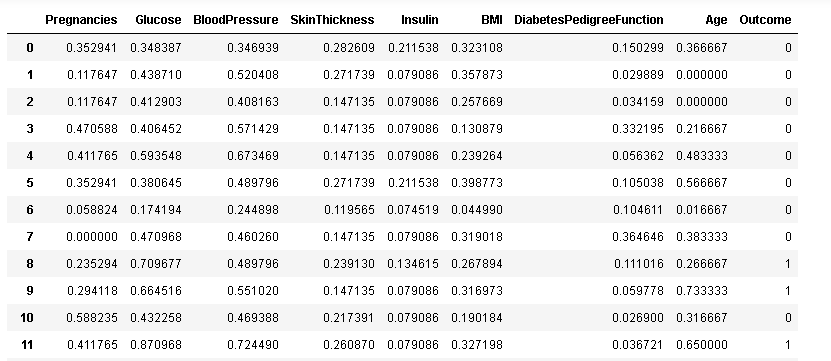 Pregnancies Glucose BloodPressure SkinThickness Insulin BMI DiabetesPedigreeFunction Age Outcome
0 0.352941 0.348387 0.346939 0.282609 0.211538 0.323108 0.150299 0.366667 0
1 0.117647 0.438710 0.520408 0.271739 0.079086 0.357873 0.029889 0.000000 0
2 0.117647 0.412903 0.408163 0.147135 0.079086 0.257669 0.034159 0.000000 0
3 0.470588 0.406452 0.571429 0.147135 0.079086 0.130879 0.332195 0.216667 0
4 0.411765 0.593548 0.673469 0.147135 0.079086 0.239264 0.056362 0.483333 0
5 0.352941 0.380645 0.489796 0.271739 0.211538 0.398773 0.105038 0.566667 0
6 0.058824 0.174194 0.244898 0.119565 0.074519 0.044990 0.104611 0.016667 0
7 0.000000 0.470968 0.460260 0.147135 0.079086 0.319018 0.364646 0.383333 0
8 0.235294 0.709677 0.489796 0.239130 0.134615 0.267894 0.111016 0.266667 1
9 0.294118 0.664516 0.551020 0.147135 0.079086 0.316973 0.059778 0.733333 1
10 0.588235 0.432258 0.469388 0.217391 0.079086 0.190184 0.026900 0.316667 0
11 0.411765 0.870968 0.724490 0.260870 0.079086 0.327198 0.036721 0.650000 1